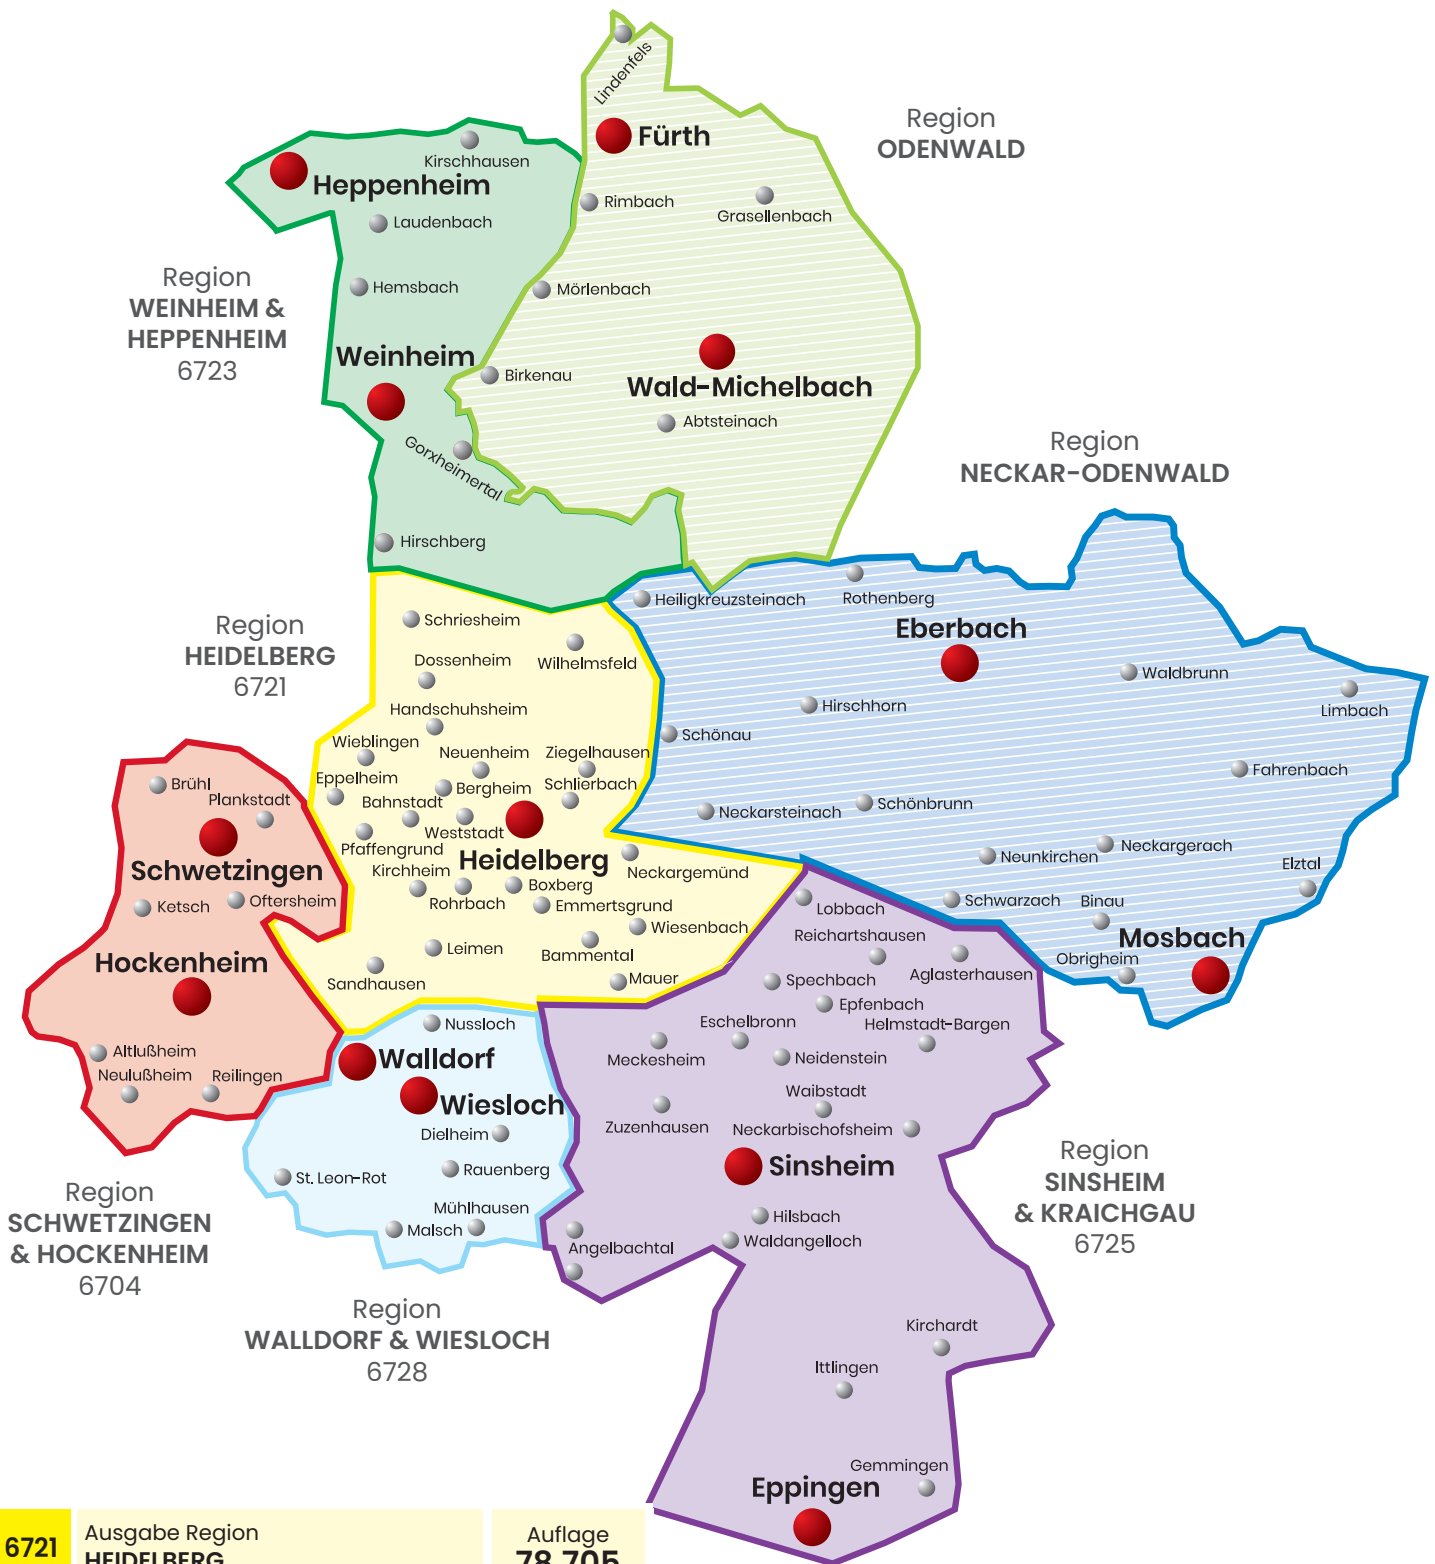 Lindenfels
Fürth
Region
ODENWALD
Kirschhausen
Heppenheim
Rimbach
Grasellenbach
Laudenbach
Region
WEINHEIM &
HEPPENHEIM
6723
Hemsbach
Mörlenbach
Weinheim
Birkenau
Wald-Michelbach
Abtsteinach
Gorxheimertal
Region
NECKAR-ODENWALD
Hirschberg
Heiligkreuzsteinach
Rothenberg
Eberbach
Waldbrunn
Limbach
Hirschhorn
Schönau
Fahrenbach
Neckarsteinach
Schönbrunn
Neunkirchen
Neckargerach
Elztal
Schwarzach
Binau
Mosbach
Obrigheim
Region
HEIDELBERG
6721
Schriesheim
Wilhelmsfeld
Dossenheim
Handschuhsheim
Wieblingen
Neuenheim
Ziegelhausen
Eppelheim
Bergheim
Schlierbach
Bahnstadt
Weststadt
Pfaffengrund
Heidelberg
Kirchheim
Neckargemünd
Rohrbach
Boxberg
Emmertsgrund
Wiesenbach
Leimen
Bammental
Sandhausen
Mauer
Brühl
Plankstadt
Schwetzingen
Ketsch
Oftersheim
Hockenheim
Altlußheim
Neulußheim
Reilingen
Region
SCHWETZINGEN
& HOCKENHEIM
6704
Nussloch
Walldorf
Wiesloch
Dielheim
Rauenberg
St. Leon-Rot
Mühlhausen
Malsch
Region
WALLDORF & WIESLOCH
6728
Lobbach
Reichartshausen
Aglasterhausen
Spechbach
Epfenbach
Eschelbronn
Helmstadt-Bargen
Meckesheim
Neidenstein
Waibstadt
Zuzenhausen
Neckarbischofsheim
Sinsheim
Hilsbach
Waldangelloch
Angelbachtal
Region
SINSHEIM
& KRAICHGAU
6725
Kirchardt
Ittlingen
Gemmingen
Eppingen
6721
Ausgabe Region
HEIDELBERG
Auflage
78.705